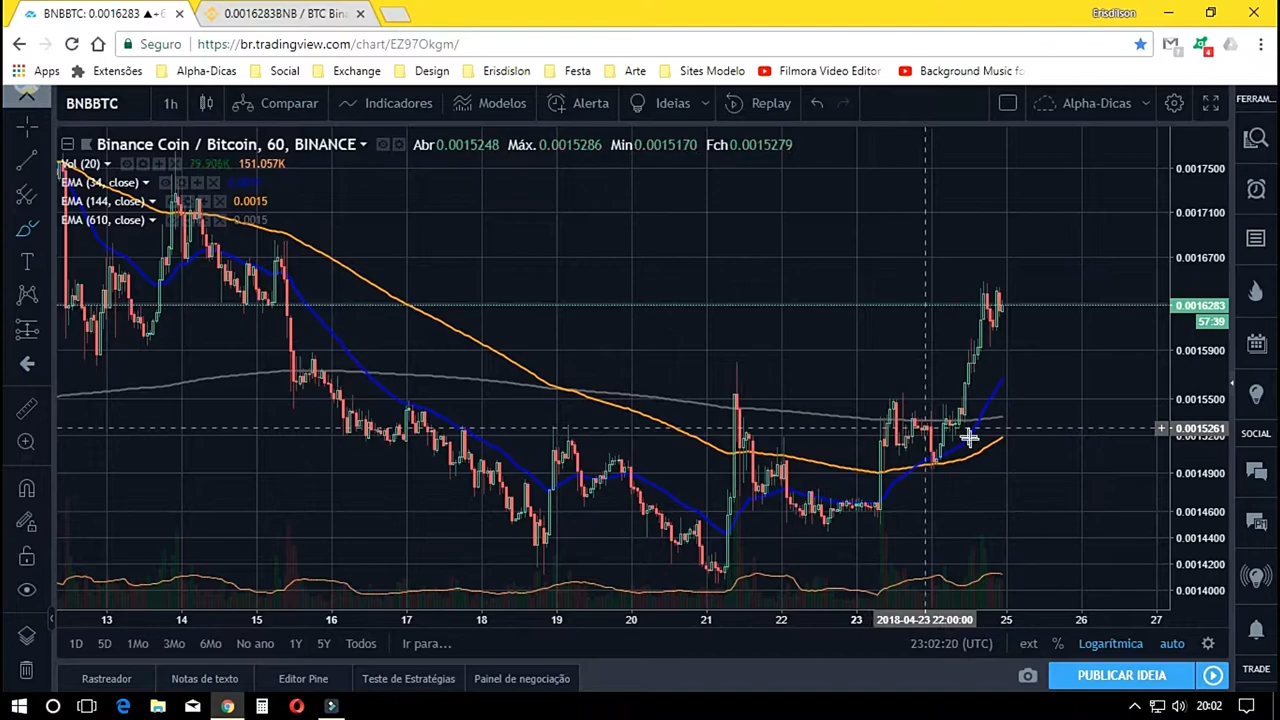 BNBBTC: 0.0016283 ▲+6
0.0016283BNB / BTC Bin
Erisdilson
Seguro
https://br.tradingview.com/chart/EZ97Okgm/
7
4
Apps Extensões Alpha-Dicas Social Exchange Design Erisdislon Festa Arte Sites Modelo Filmora Video Editor Background Music fo
BNBBTC 1h Comparar Indicadores Modelos Alerta Ideias Replay Alpha-Dicas FERRAM...
Binance Coin / Bitcoin, 60, BINANCE Abr 0.0015248 Máx. 0.0015286 Min 0.0015170 Fch 0.0015279
Vol (20) 79.906K 151.057K
EMA (34, close)
EMA (144, close) 0.0015
EMA (610, close) 0.0015
0.0017500
0.0017100
0.0016700
0.0016283
57:39
0.0015900
0.0015500
0.0015261
0.0014900
0.0014600
0.0014400
0.0014200
0.0014000
SOCIAL
TRADE
13 14 15 16 17 18 19 20 21 22 23 2018-04-23 22:00:00 25 26 27
1D 5D 1Mo 3Mo 6Mo No ano 1Y 5Y Todos Ir para... 23:02:20 (UTC) ext % Logarítmica auto
Rastreador Notas de texto Editor Pine Teste de Estratégias Painel de negociação PUBLICAR IDEIA
20:02